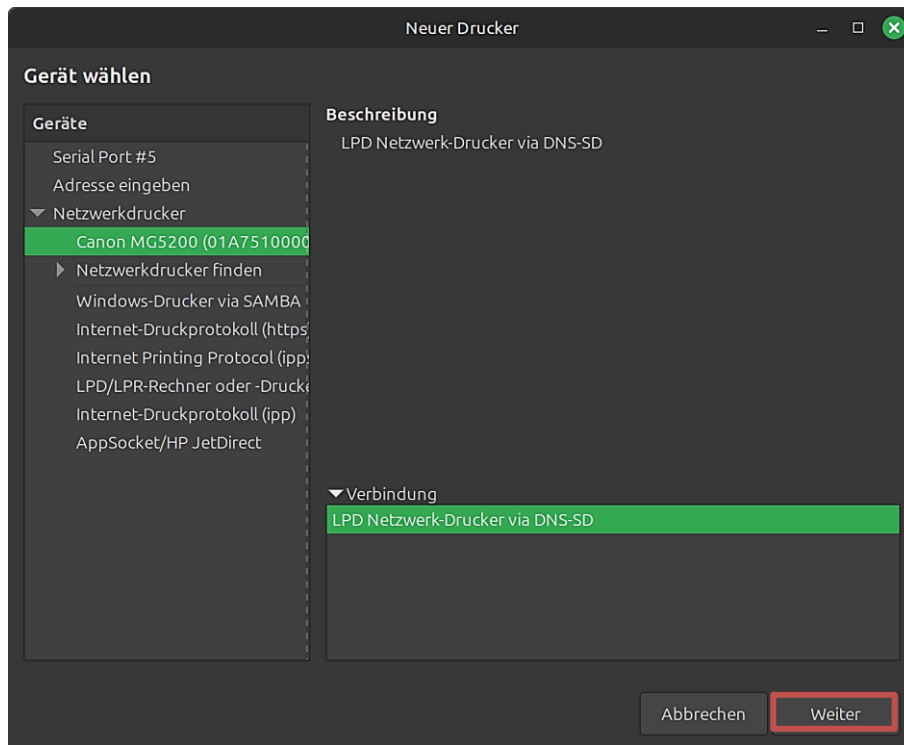 Neuer Drucker
Gerät wählen
Geräte
Serial Port #5
Adresse eingeben
Netzwerkdrucker
Canon MG5200 (01A7510000
Netzwerkdrucker finden
Windows-Drucker via SAMBA
Internet-Druckprotokoll (https)
Internet Printing Protocol (ipps
LPD/LPR-Rechner oder -Drucke
Internet-Druckprotokoll (ipp)
AppSocket/HP JetDirect
Beschreibung
LPD Netzwerk-Drucker via DNS-SD
Verbindung
LPD Netzwerk-Drucker via DNS-SD
Abbrechen
Weiter